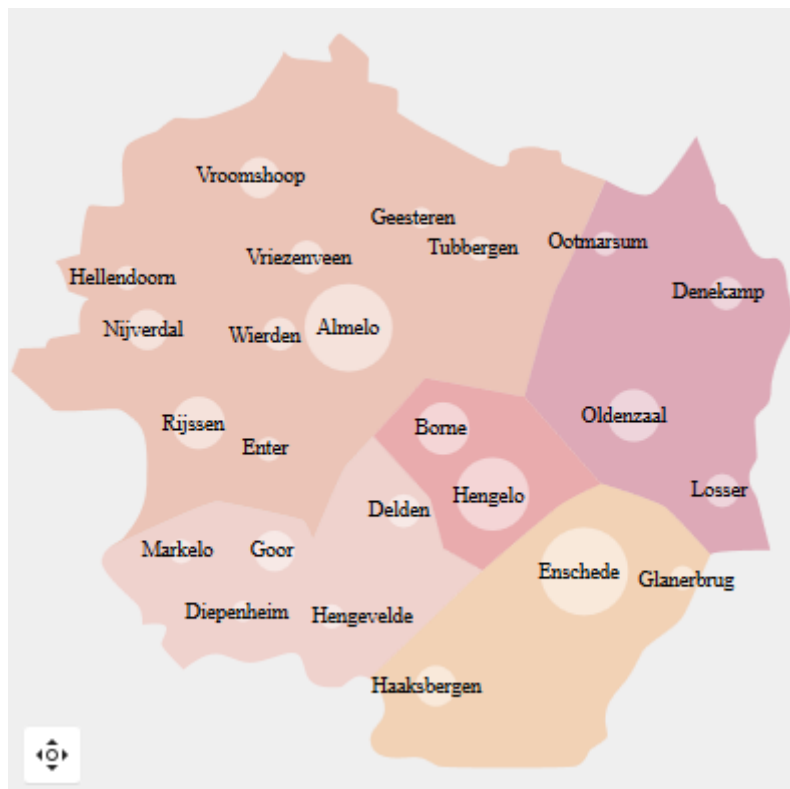 Vroomshoop
Geesteren
Tubbergen
Ootmarsum
Vriezenveen
Hellendoorn
Denekamp
Nijverdal
Wierden
Almelo
Rijssen
Borne
Oldenzaal
Enter
Hengelo
Losser
Delden
Markelo
Goor
Enschede
Glanerbrug
Diepenheim
Hengevelde
Haaksbergen